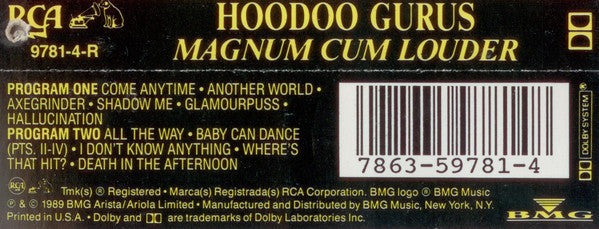 RCA
9781-4-R
HOODOO GURUS
MAGNUM CUM LOUDER
PROGRAM ONE COME ANYTIME • ANOTHER WORLD •
AXEGRINDER • SHADOW ME • GLAMOURPUSS •
HALLUCINATION
PROGRAM TWO ALL THE WAY • BABY CAN DANCE
(PTS. II-IV) • I DON'T KNOW ANYTHING • WHERE'S
THAT HIT? • DEATH IN THE AFTERNOON
7863-59781-4
DOLBY SYSTEM ®
RCA Tmk(s) ® Registered • Marca(s) Registrada(s) RCA Corporation. BMG logo ® BMG Music
℗ & © 1989 BMG Arista/Ariola Limited • Manufactured and Distributed by BMG Music, New York, N.Y.
Printed in U.S.A. • Dolby and are trademarks of Dolby Laboratories Inc.
BMG